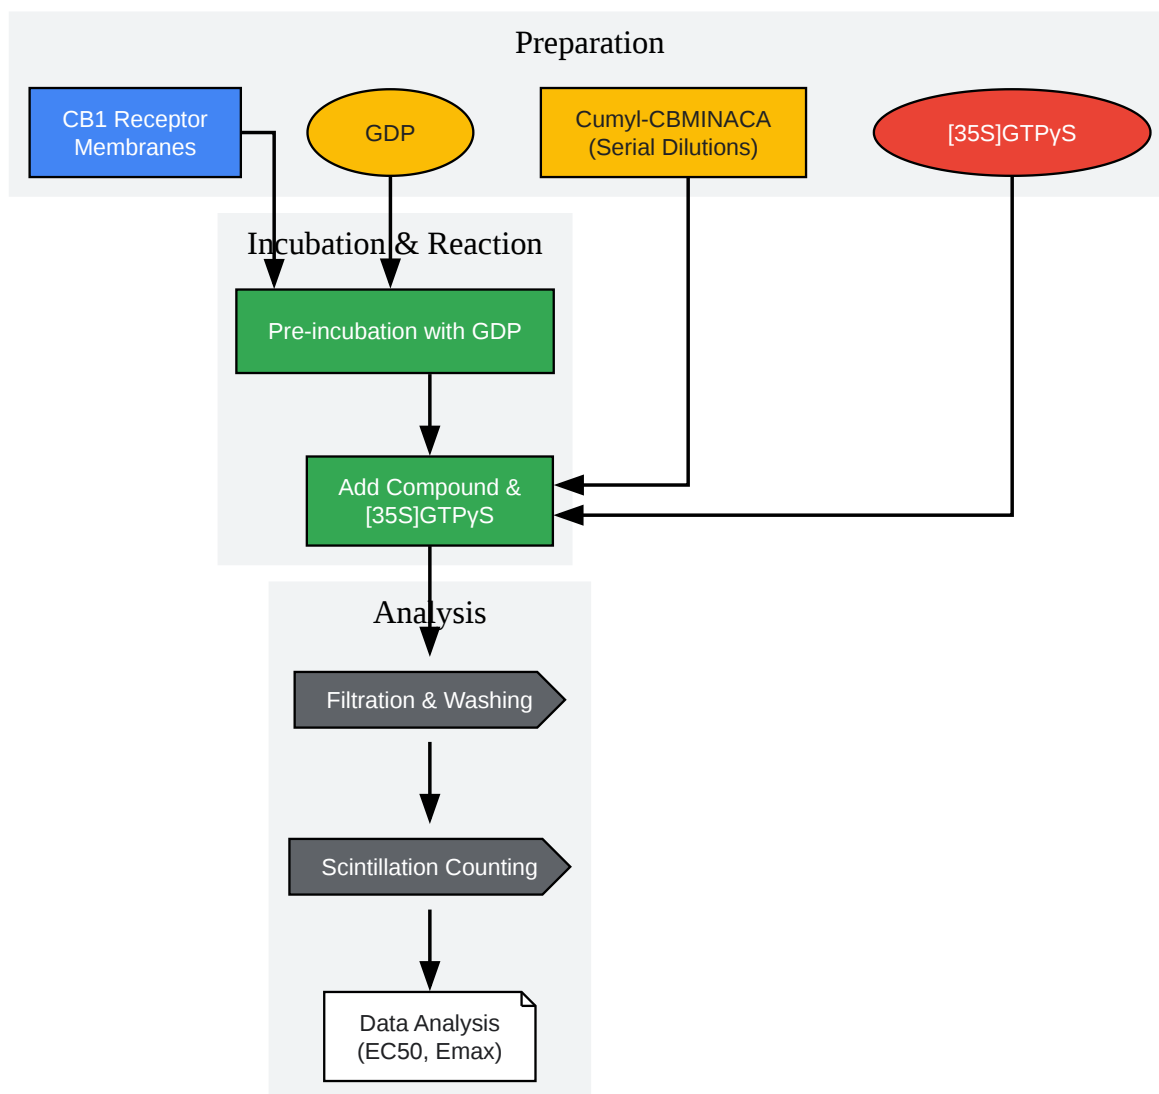 Preparation
CB1 Receptor
Membranes
GDP
Cumyl-CBMINACA
(Serial Dilutions)
[35S]GTPγS
Incubation & Reaction
Pre-incubation with GDP
Add Compound &
[35S]GTPγS
Analysis
Filtration & Washing
Scintillation Counting
Data Analysis
(EC50, Emax)